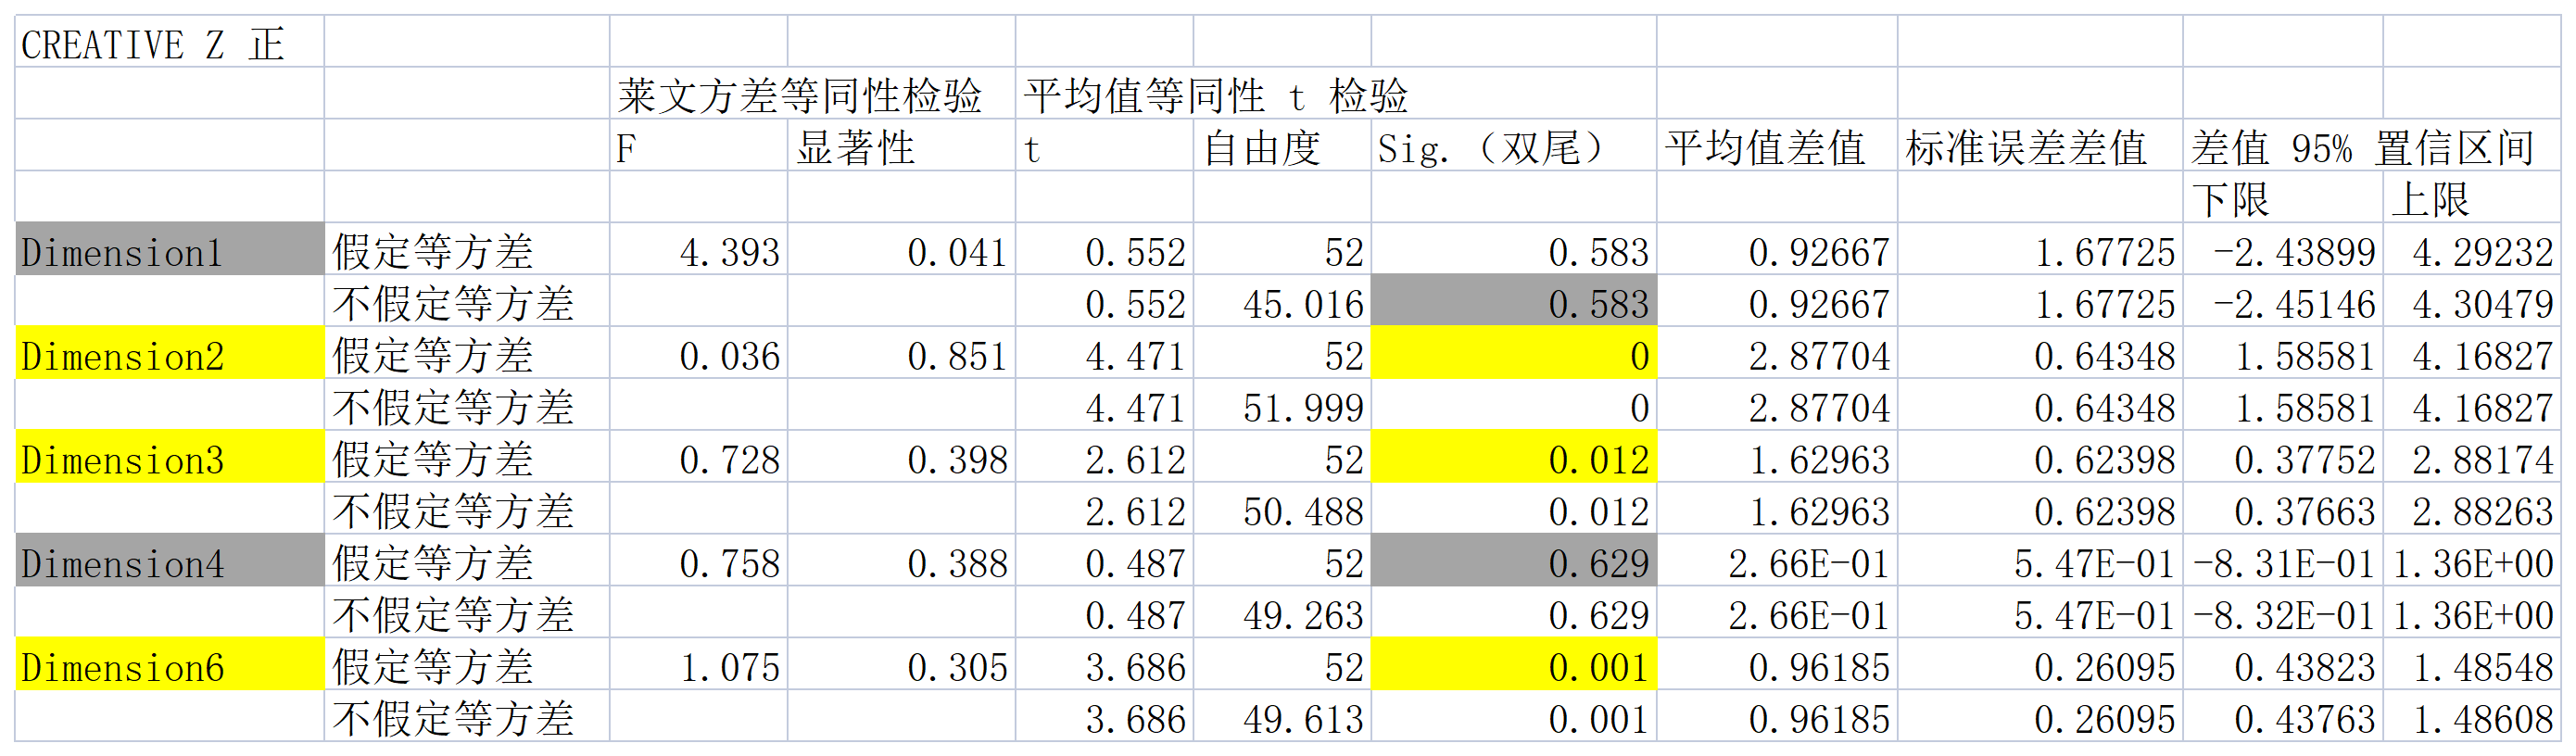 CREATIVE Z 正
莱文方差等同性检验 平均值等同性 t 检验
F 显著性 t 自由度 Sig.（双尾） 平均值差值 标准误差差值 差值 95% 置信区间
下限 上限
Dimension1 假定等方差 4.393 0.041 0.552 52 0.583 0.92667 1.67725 -2.43899 4.29232
不假定等方差 0.552 45.016 0.583 0.92667 1.67725 -2.45146 4.30479
Dimension2 假定等方差 0.036 0.851 4.471 52 0 2.87704 0.64348 1.58581 4.16827
不假定等方差 4.471 51.999 0 2.87704 0.64348 1.58581 4.16827
Dimension3 假定等方差 0.728 0.398 2.612 52 0.012 1.62963 0.62398 0.37752 2.88174
不假定等方差 2.612 50.488 0.012 1.62963 0.62398 0.37663 2.88263
Dimension4 假定等方差 0.758 0.388 0.487 52 0.629 2.66E-01 5.47E-01 -8.31E-01 1.36E+00
不假定等方差 0.487 49.263 0.629 2.66E-01 5.47E-01 -8.32E-01 1.36E+00
Dimension6 假定等方差 1.075 0.305 3.686 52 0.001 0.96185 0.26095 0.43823 1.48548
不假定等方差 3.686 49.613 0.001 0.96185 0.26095 0.43763 1.48608